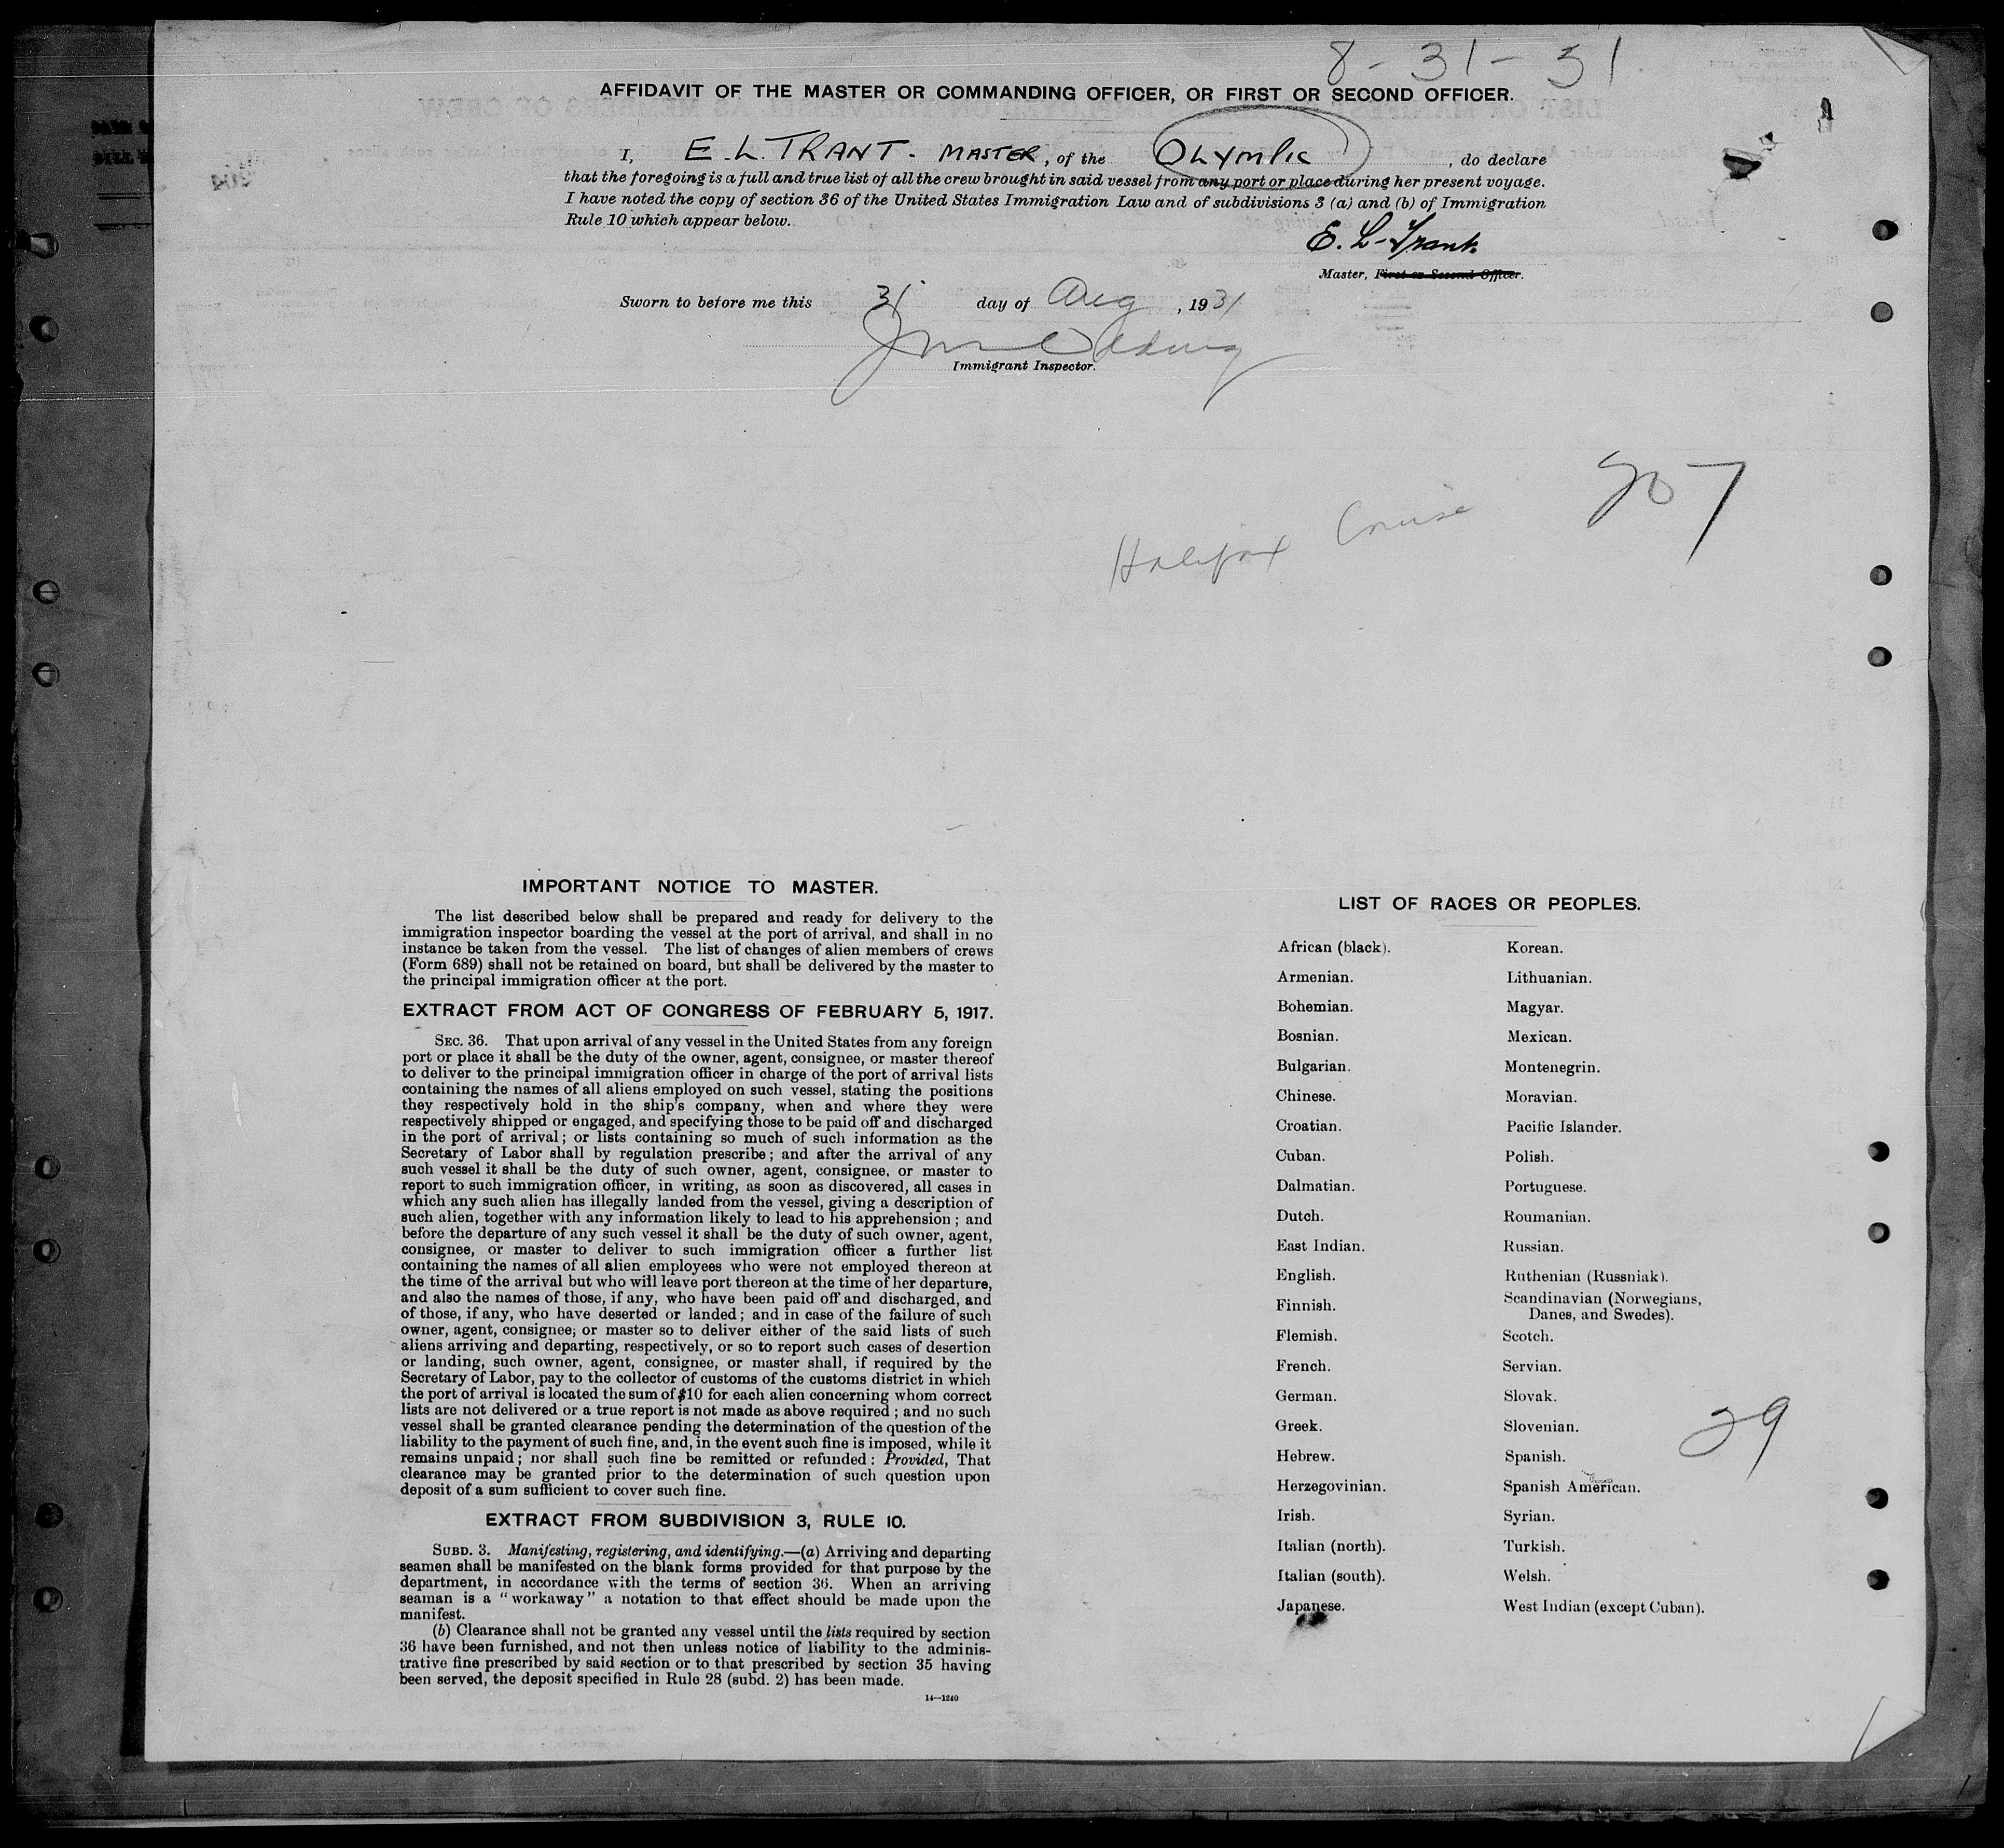 8-31-31
AFFIDAVIT OF THE MASTER OR COMMANDING OFFICER, OR FIRST OR SECOND OFFICER.
I, E. L. TRANT. MASTER, of the OLYMPIC, do declare
that the foregoing is a full and true list of all the crew brought in said vessel from any port or place during her present voyage.
I have noted the copy of section 36 of the United States Immigration Law and of subdivisions 3 (a) and (b) of Immigration
Rule 10 which appear below.
E. L. Trant.
Master, First or Second Officer.
Sworn to before me this 31 day of Aug, 1931
Immigrant Inspector.
207
Halifax Cruise
IMPORTANT NOTICE TO MASTER.
The list described below shall be prepared and ready for delivery to the
immigration inspector boarding the vessel at the port of arrival, and shall in no
instance be taken from the vessel. The list of changes of alien members of crews
(Form 689) shall not be retained on board, but shall be delivered by the master to
the principal immigration officer at the port.
EXTRACT FROM ACT OF CONGRESS OF FEBRUARY 5, 1917.
SEC. 36. That upon arrival of any vessel in the United States from any foreign
port or place it shall be the duty of the owner, agent, consignee, or master thereof
to deliver to the principal immigration officer in charge of the port of arrival lists
containing the names of all aliens employed on such vessel, stating the positions
they respectively hold in the ship's company, when and where they were
respectively shipped or engaged, and specifying those to be paid off and discharged
in the port of arrival; or lists containing so much of such information as the
Secretary of Labor shall by regulation prescribe; and after the arrival of any
such vessel it shall be the duty of such owner, agent, consignee, or master to
report to such immigration officer, in writing, as soon as discovered, all cases in
which any such alien has illegally landed from the vessel, giving a description of
such alien, together with any information likely to lead to his apprehension; and
before the departure of any such vessel it shall be the duty of such owner, agent,
consignee, or master to deliver to such immigration officer a further list
containing the names of all alien employees who were not employed thereon at
the time of the arrival but who will leave port thereon at the time of her departure,
and also the names of those, if any, who have been paid off and discharged, and
of those, if any, who have deserted or landed; and in case of the failure of such
owner, agent, consignee; or master so to deliver either of the said lists of such
aliens arriving and departing, respectively, or so to report such cases of desertion
or landing, such owner, agent, consignee, or master shall, if required by the
Secretary of Labor, pay to the collector of customs of the customs district in which
the port of arrival is located the sum of $10 for each alien concerning whom correct
lists are not delivered or a true report is not made as above required; and no such
vessel shall be granted clearance pending the determination of the question of the
liability to the payment of such fine, and, in the event such fine is imposed, while it
remains unpaid; nor shall such fine be remitted or refunded: Provided, That
clearance may be granted prior to the determination of such question upon
deposit of a sum sufficient to cover such fine.
EXTRACT FROM SUBDIVISION 3, RULE 10.
SUBD. 3. Manifesting, registering, and identifying.—(a) Arriving and departing
seamen shall be manifested on the blank forms provided for that purpose by the
department, in accordance with the terms of section 36. When an arriving
seaman is a "workaway" a notation to that effect should be made upon the
manifest.
(b) Clearance shall not be granted any vessel until the lists required by section
36 have been furnished, and not then unless notice of liability to the adminis-
trative fine prescribed by said section or to that prescribed by section 35 having
been served, the deposit specified in Rule 28 (subd. 2) has been made.
14—1240
LIST OF RACES OR PEOPLES.
African (black).
Armenian.
Bohemian.
Bosnian.
Bulgarian.
Chinese.
Croatian.
Cuban.
Dalmatian.
Dutch.
East Indian.
English.
Finnish.
Flemish.
French.
German.
Greek.
Hebrew.
Herzegovinian.
Irish.
Italian (north).
Italian (south).
Japanese.
Korean.
Lithuanian.
Magyar.
Mexican.
Montenegrin.
Moravian.
Pacific Islander.
Polish.
Portuguese.
Roumanian.
Russian.
Ruthenian (Russniak).
Scandinavian (Norwegians,
Danes, and Swedes).
Scotch.
Servian.
Slovak.
Slovenian.
Spanish.
Spanish American.
Syrian.
Turkish.
Welsh.
West Indian (except Cuban).
29